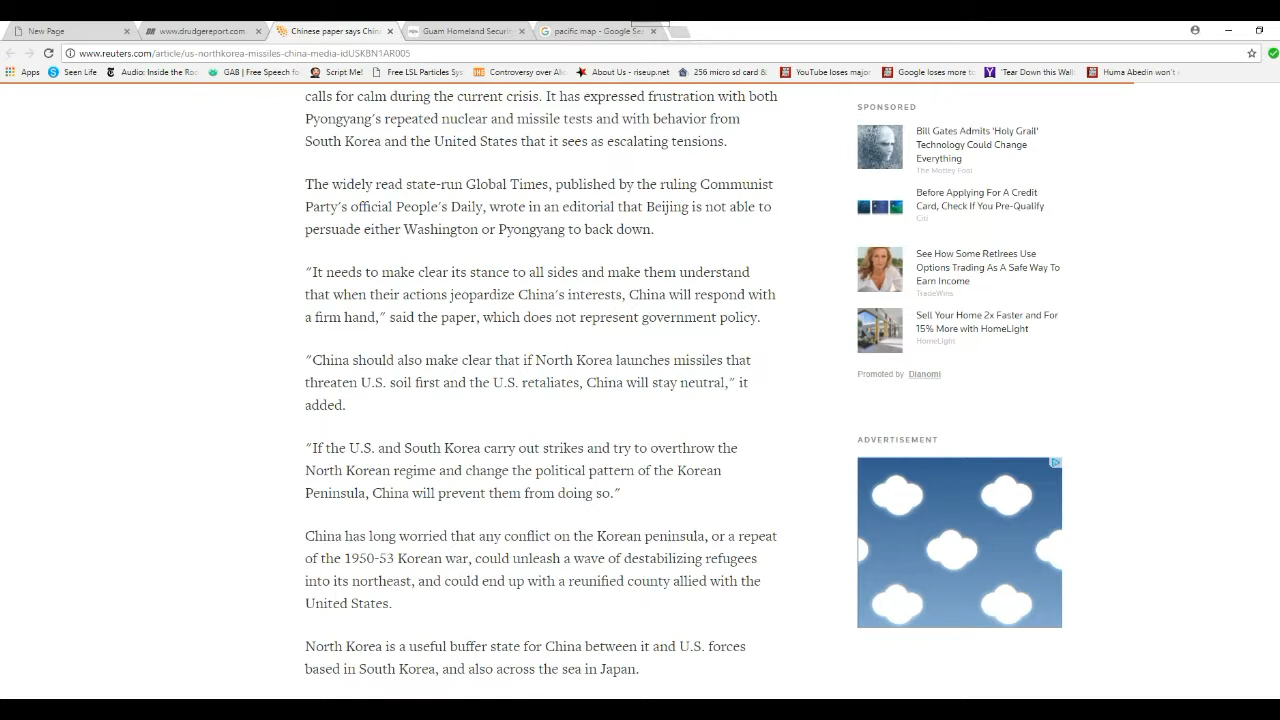 New Page
www.drudgereport.com
Chinese paper says China
Guam Homeland Securit
pacific map - Google Sea
www.reuters.com/article/us-northkorea-missiles-china-media-idUSKBN1AR005
Apps
Seen Life
Audio: Inside the Roo
GAB | Free Speech fo
Script Me!
Free LSL Particles Sys
Controversy over Alie
About Us - riseup.net
256 micro sd card &
YouTube loses major
Google loses more to
'Tear Down this Wall
Huma Abedin won't
calls for calm during the current crisis. It has expressed frustration with both
Pyongyang's repeated nuclear and missile tests and with behavior from
South Korea and the United States that it sees as escalating tensions.
The widely read state-run Global Times, published by the ruling Communist
Party's official People's Daily, wrote in an editorial that Beijing is not able to
persuade either Washington or Pyongyang to back down.
"It needs to make clear its stance to all sides and make them understand
that when their actions jeopardize China's interests, China will respond with
a firm hand," said the paper, which does not represent government policy.
"China should also make clear that if North Korea launches missiles that
threaten U.S. soil first and the U.S. retaliates, China will stay neutral," it
added.
"If the U.S. and South Korea carry out strikes and try to overthrow the
North Korean regime and change the political pattern of the Korean
Peninsula, China will prevent them from doing so."
China has long worried that any conflict on the Korean peninsula, or a repeat
of the 1950-53 Korean war, could unleash a wave of destabilizing refugees
into its northeast, and could end up with a reunified county allied with the
United States.
North Korea is a useful buffer state for China between it and U.S. forces
based in South Korea, and also across the sea in Japan.
SPONSORED
Bill Gates Admits 'Holy Grail'
Technology Could Change
Everything
The Motley Fool
Before Applying For A Credit
Card, Check If You Pre-Qualify
Citi
See How Some Retirees Use
Options Trading As A Safe Way To
Earn Income
TradeWins
Sell Your Home 2x Faster and For
15% More with HomeLight
HomeLight
Promoted by Dianomi
ADVERTISEMENT